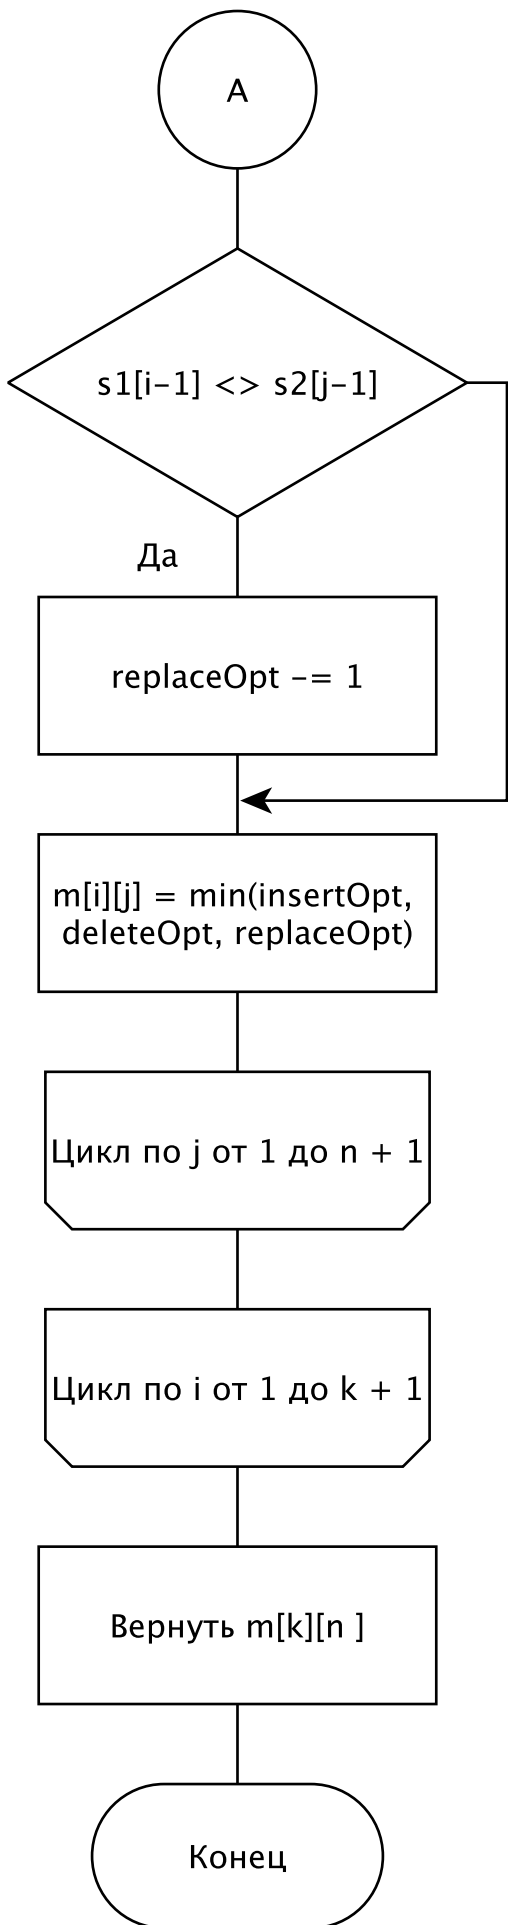 A
s1[i-1] <> s2[j-1]
Да
replaceOpt -= 1
m[i][j] = min(insertOpt,
deleteOpt, replaceOpt)
Цикл по j от 1 до n + 1
Цикл по i от 1 до k + 1
Вернуть m[k][n ]
Конец